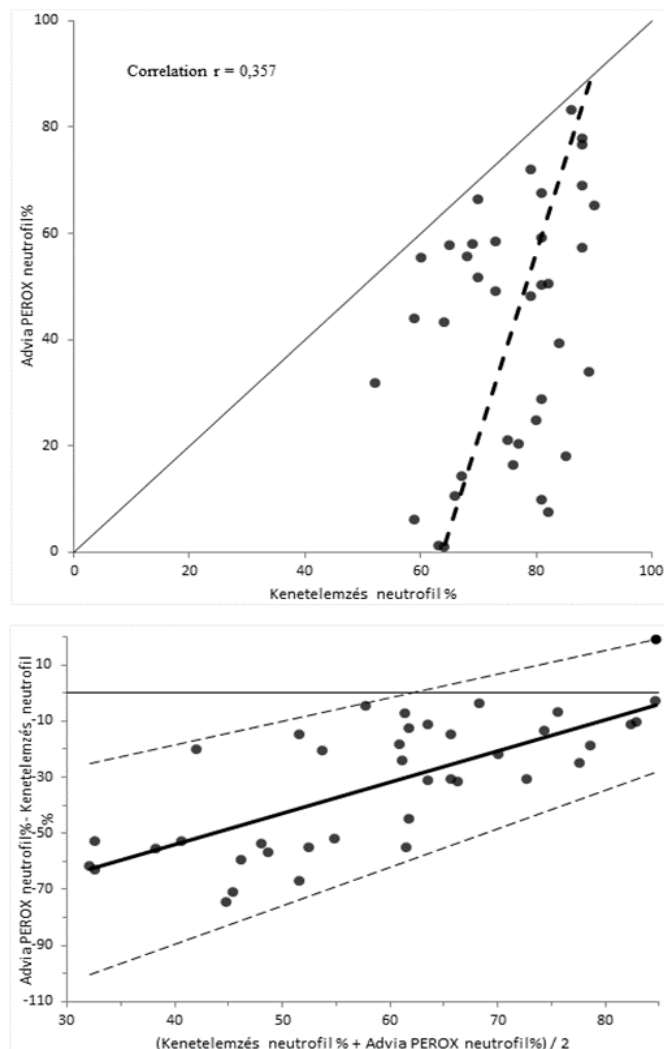 100
Correlation r = 0,357
80
60
40
20
0
Advia PEROX neutrofil%
0 20 40 60 80 100
Kenetelemzés neutrofil %
10
-10
-30
-50
-70
-90
-110
Advia PEROX neutrofil%- Kenetelemzés neutrofil
%
30 40 50 60 70 80
(Kenetelemzés neutrofil % + Advia PEROX neutrofil%) / 2